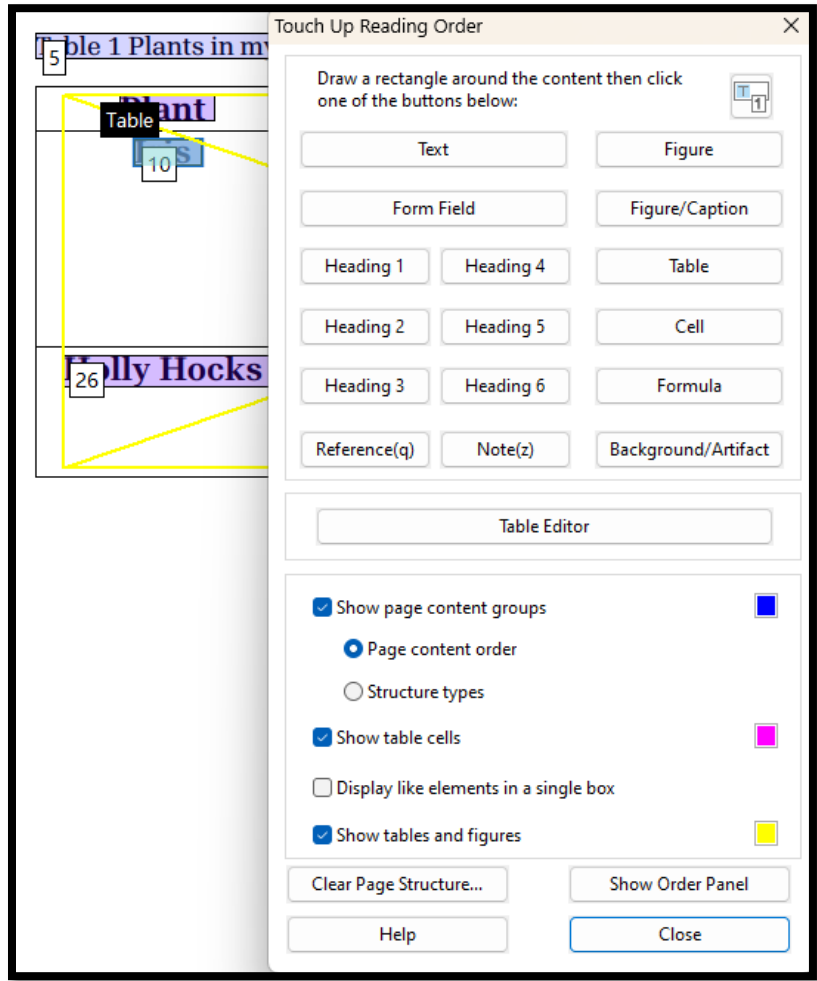 Table 1 Plants in my
5
Plant
Table
10
Holly Hocks
26
Touch Up Reading Order
Draw a rectangle around the content then click
one of the buttons below:
T
1
Text
Figure
Form Field
Figure/Caption
Heading 1
Heading 4
Table
Heading 2
Heading 5
Cell
Heading 3
Heading 6
Formula
Reference(q)
Note(z)
Background/Artifact
Table Editor
Show page content groups
Page content order
Structure types
Show table cells
Display like elements in a single box
Show tables and figures
Clear Page Structure...
Show Order Panel
Help
Close